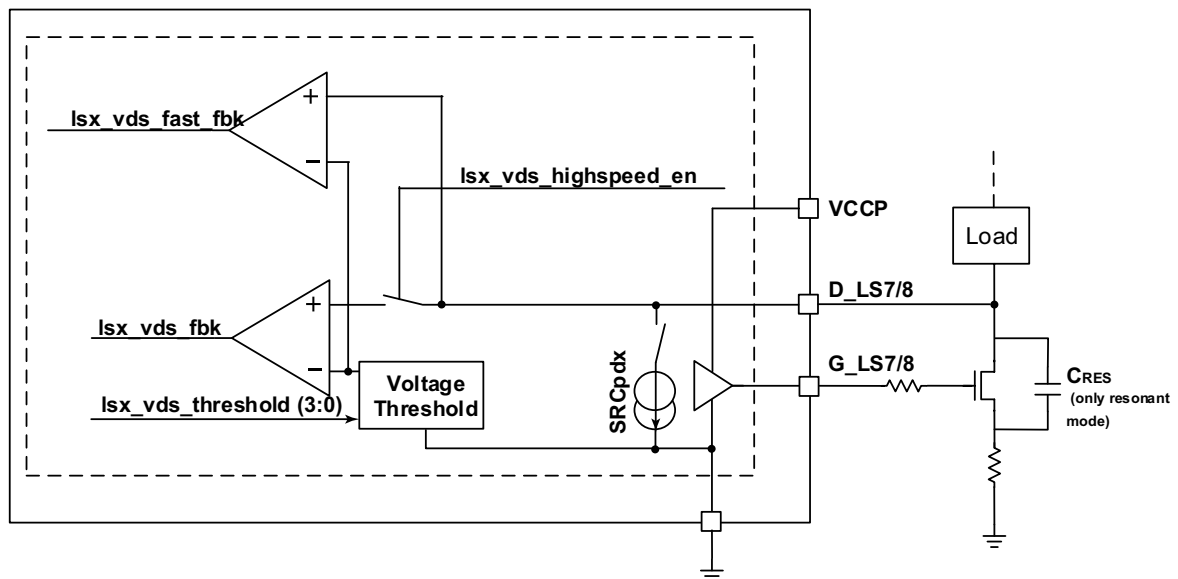 lsx_vds_fast_fbk
+
−
lsx_vds_highspeed_en
VCCP
Load
D_LS7/8
+
lsx_vds_fbk
−
Voltage
Threshold
lsx_vds_threshold (3:0)
SRCpdx
G_LS7/8
CRES
(only resonant
mode)